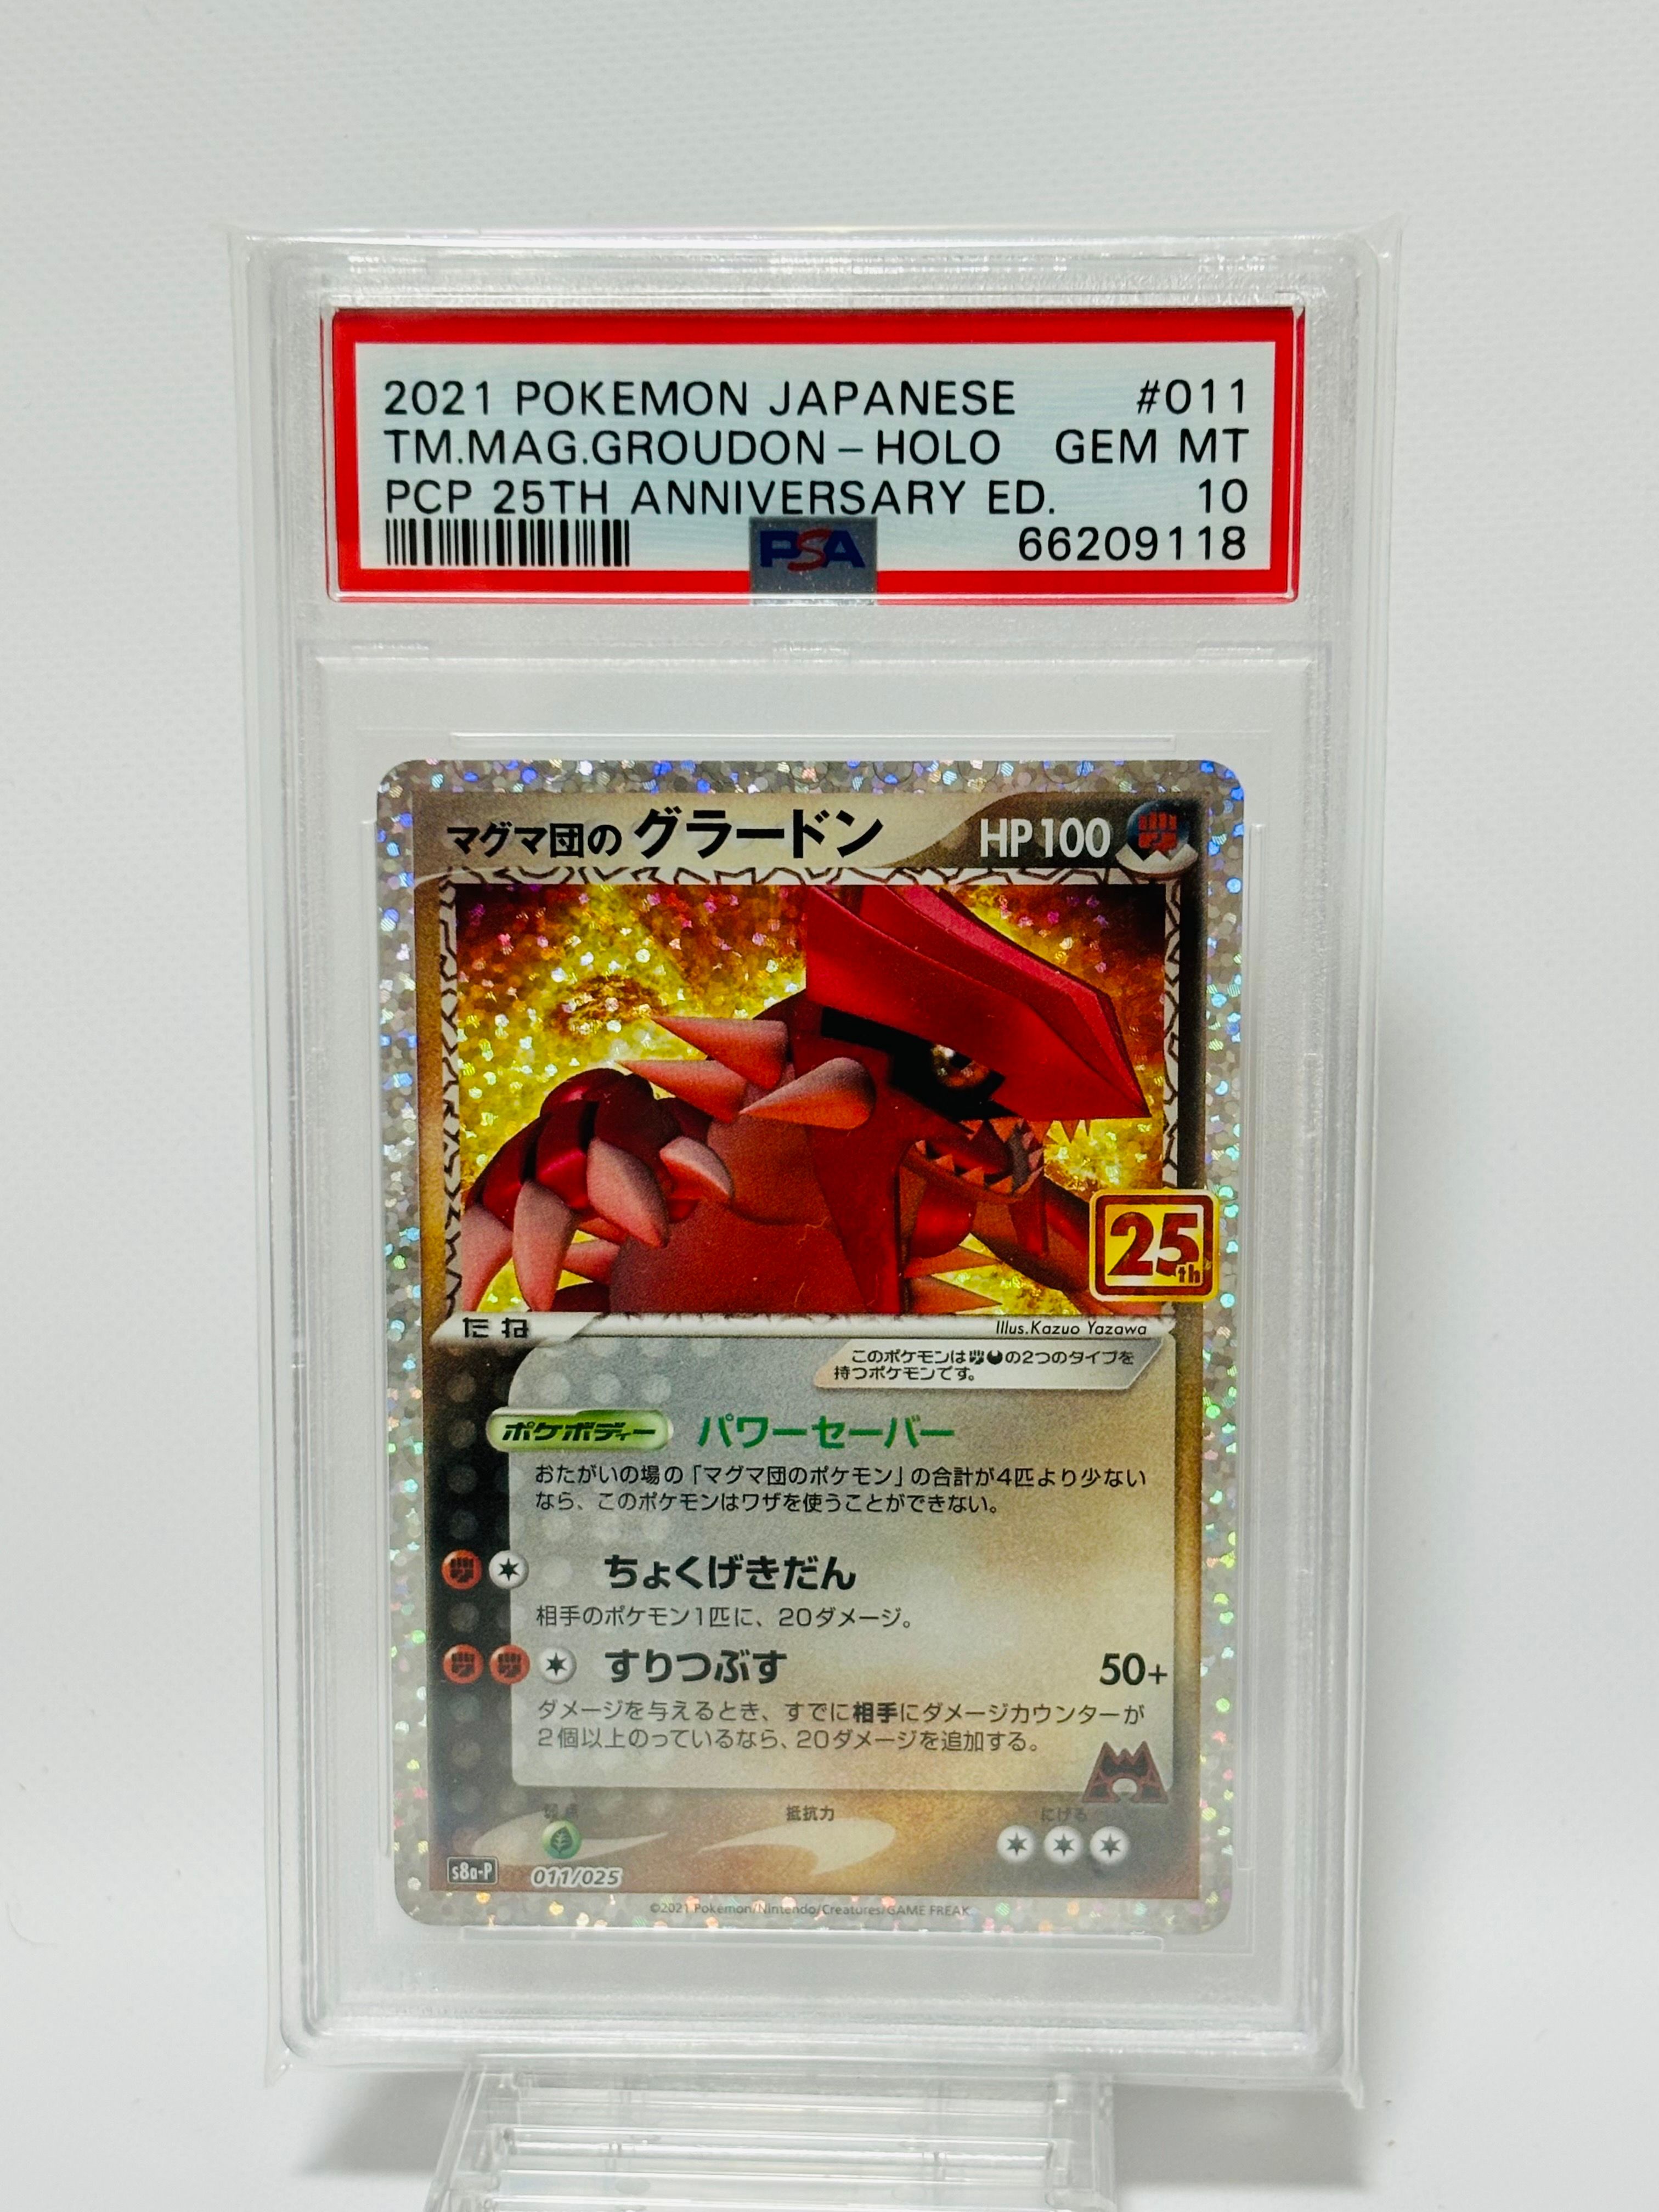 2021 POKEMON JAPANESE #011
TM.MAG.GROUDON-HOLO GEM MT
PCP 25TH ANNIVERSARY ED. 10
PSA 66209118
マグマ団の グラードン HP100
25th
たね Illus.Kazuo Yazawa
このポケモンは の2つのタイプを
持つポケモンです。
ポケボディー パワーセーバー
おたがいの場の「マグマ団のポケモン」の合計が4匹より少ない
なら、このポケモンはワザを使うことができない。
ちょくげきだん
相手のポケモン1匹に、20ダメージ。
すりつぶす 50+
ダメージを与えるとき、すでに相手にダメージカウンターが
2個以上のっているなら、20ダメージを追加する。
弱点 抵抗力 にげる
s8a-P 011/025
©2021 Pokémon/Nintendo/Creatures/GAME FREAK